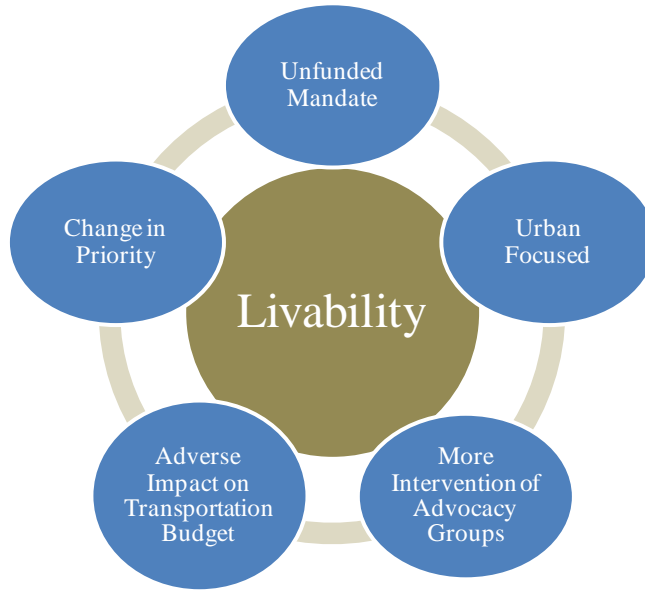 Unfunded
Mandate
Urban
Focused
More
Intervention of
Advocacy
Groups
Adverse
Impact on
Transportation
Budget
Change in
Priority
Livability